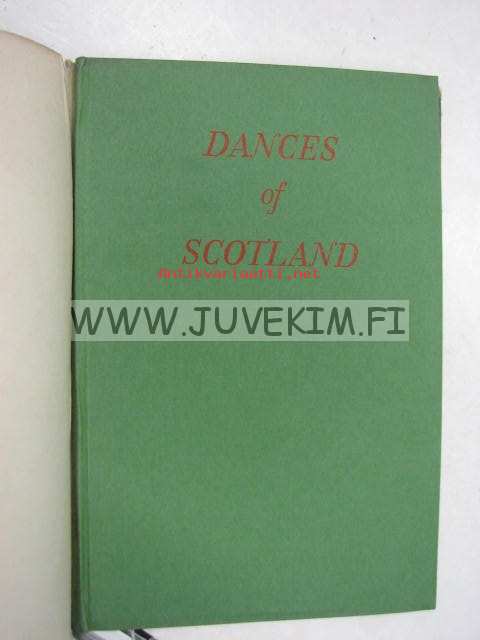 DANCES
of
SCOTLAND
antikvariaatti.net
WWW.JUVEKIM.FI